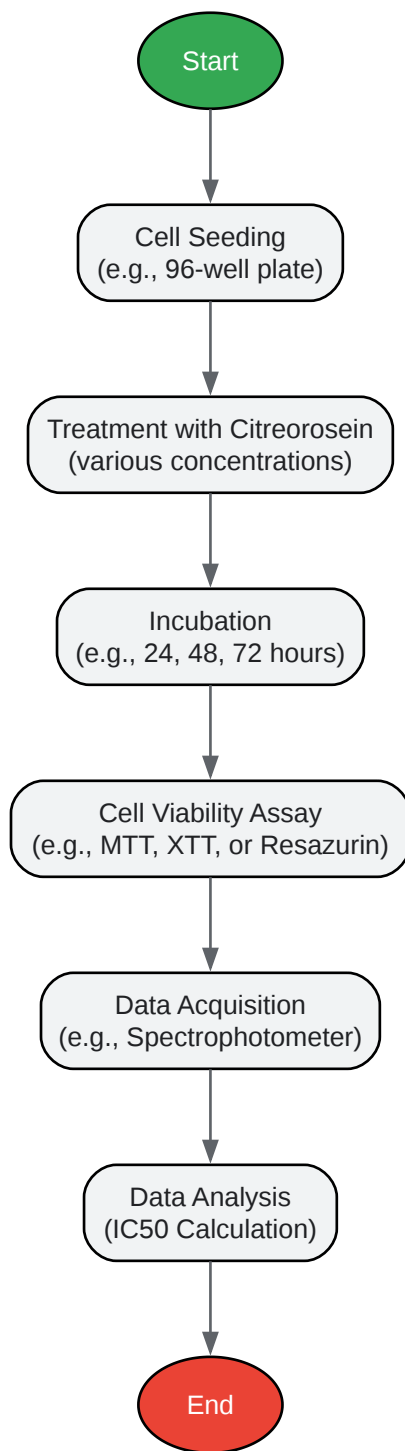 Start
Cell Seeding
(e.g., 96-well plate)
Treatment with Citreorosein
(various concentrations)
Incubation
(e.g., 24, 48, 72 hours)
Cell Viability Assay
(e.g., MTT, XTT, or Resazurin)
Data Acquisition
(e.g., Spectrophotometer)
Data Analysis
(IC50 Calculation)
End